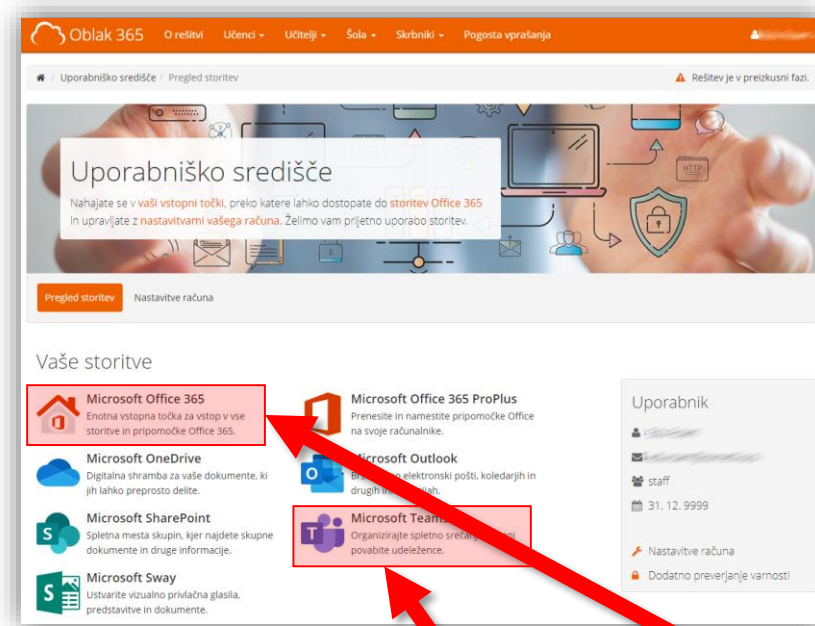 Oblak 365 O rešitvi Učenci Učitelji Šola Skrbniki Pogosta vprašanja
/ Uporabniško središče / Pregled storitev
Rešitev je v preizkusni fazi.
HTTP
Uporabniško središče
Nahajate se v vaši vstopni točki, preko katere lahko dostopate do storitev Office 365
in upravljate z nastavitvami vašega računa. Želimo vam prijetno uporabo storitev.
Pregled storitev Nastavitve računa
Vaše storitve
Microsoft Office 365
Enotna vstopna točka za vstop v vse
storitve in pripomočke Office 365.
Microsoft Office 365 ProPlus
Prenesite in namestite pripomočke Office
na svoje računalnike.
Microsoft OneDrive
Digitalna shramba za vaše dokumente, ki
jih lahko preprosto delite.
Microsoft Outlook
elektronski pošti, koledarjih in
drugih
Microsoft SharePoint
Spletna mesta skupin, kjer najdete skupne
dokumente in druge informacije.
Microsoft Teams
Organizirajte spletno
povabite udeležence.
Microsoft Sway
Ustvarite vizualno privlačna glasila,
predstavitve in dokumente.
Uporabnik
staff
31. 12. 9999
Nastavitve računa
Dodatno preverjanje varnosti